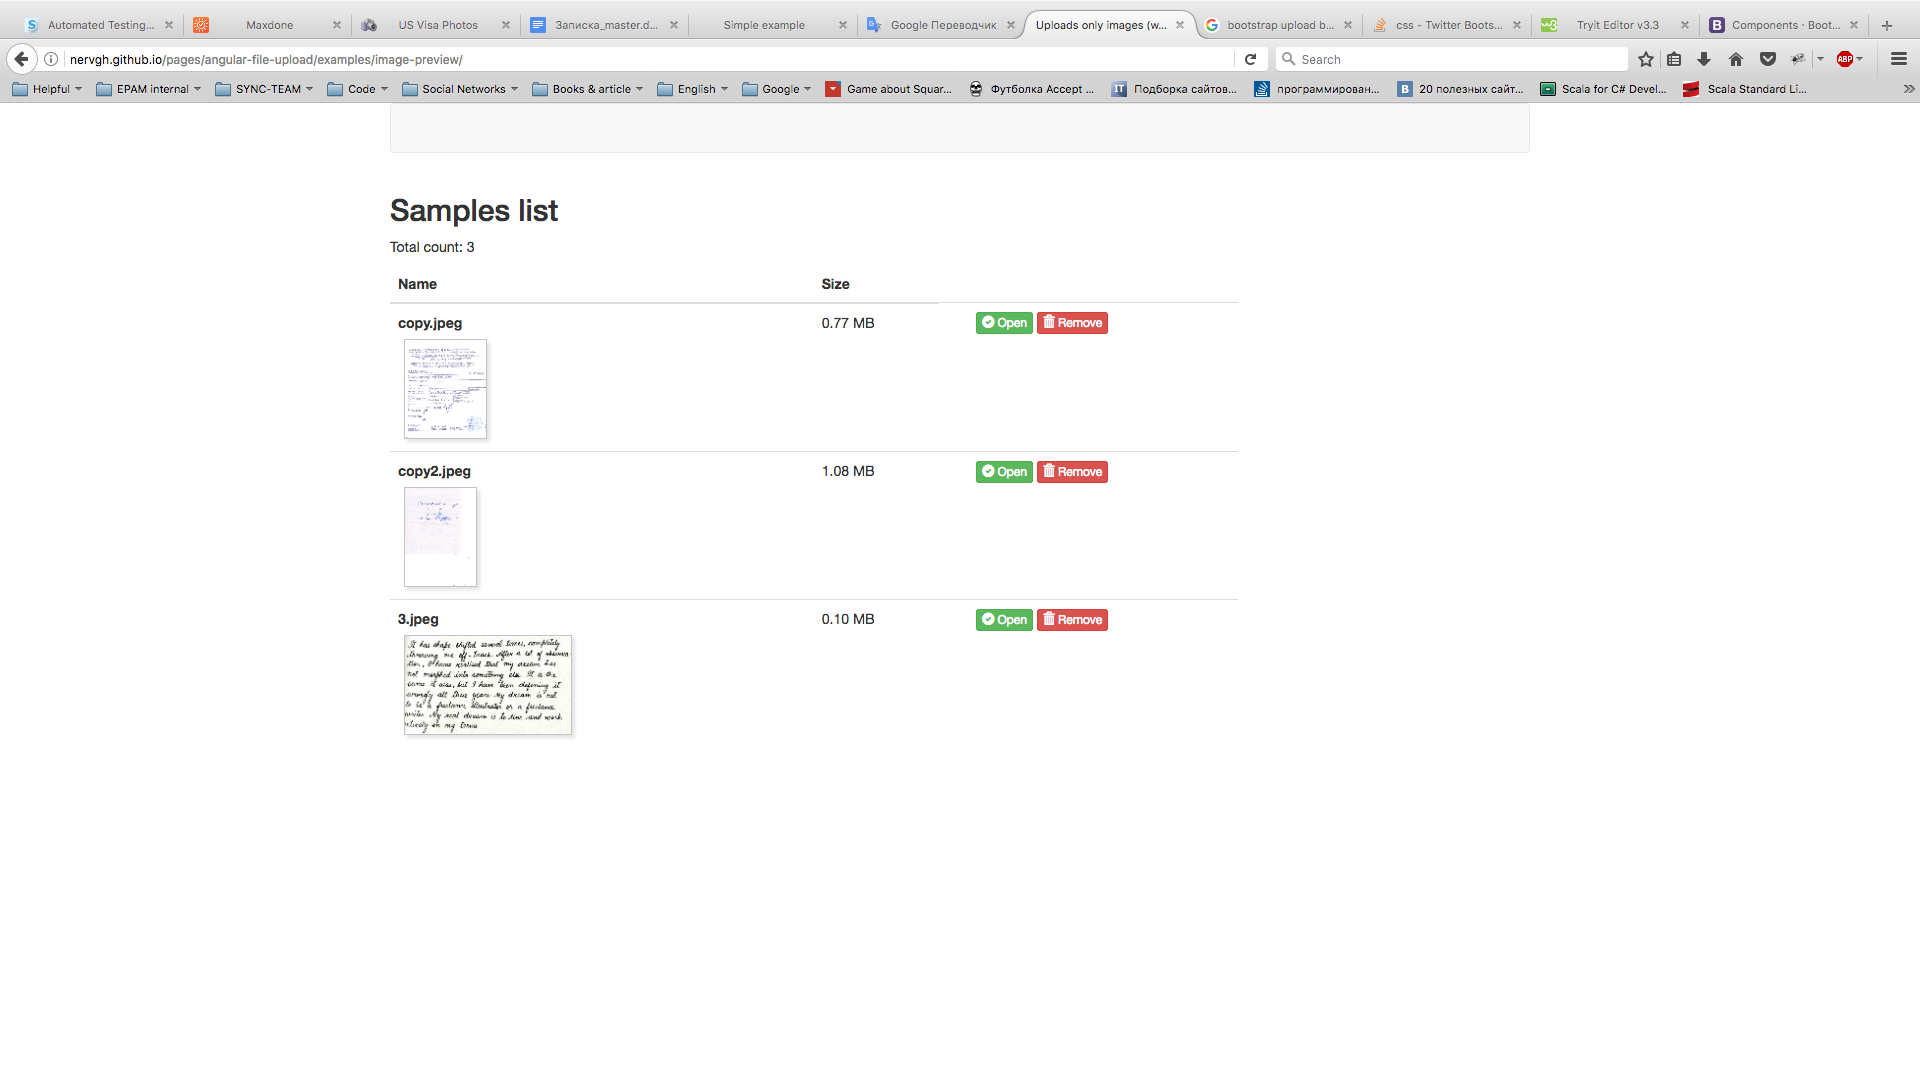 Automated Testing...
Maxdone
US Visa Photos
Записка_master.d...
Simple example
Google Переводчик
Uploads only images (w...
bootstrap upload b...
css - Twitter Boots...
Tryit Editor v3.3
Components · Boot...
nervgh.github.io/pages/angular-file-upload/examples/image-preview/
Search
ABP
Helpful
EPAM internal
SYNC-TEAM
Code
Social Networks
Books & article
English
Google
Game about Squar...
Футболка Accept ...
Подборка сайтов...
программирован...
20 полезных сайт...
Scala for C# Devel...
Scala Standard Li...
Samples list
Total count: 3
Name Size
copy.jpeg 0.77 MB Open Remove
copy2.jpeg 1.08 MB Open Remove
3.jpeg 0.10 MB Open Remove
It has shape shifted several times, completely
throwing me off-track. After a lot of observa-
tion, I have realised that my dream has
not morphed into something else. It is the
same it was, but I have been defining it
wrongly all these years. My dream is not
to be a freelance illustrator or a freelance
writer. My real dream is to live and work
entirely on my terms